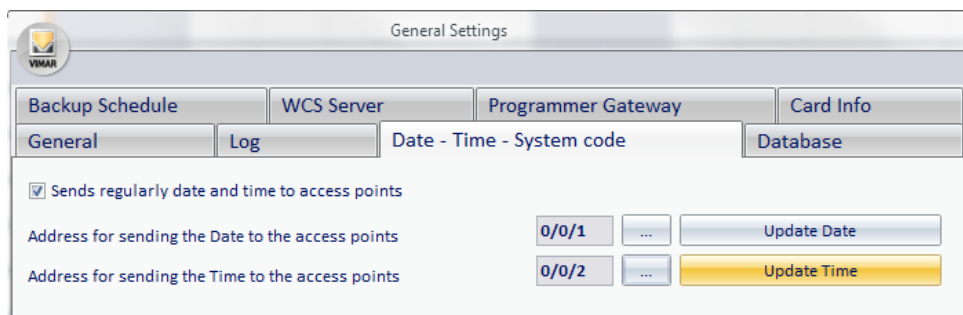 General Settings
VIMAR
Backup Schedule WCS Server Programmer Gateway Card Info
General Log Date - Time - System code Database
Sends regularly date and time to access points
Address for sending the Date to the access points 0/0/1 ... Update Date
Address for sending the Time to the access points 0/0/2 ... Update Time